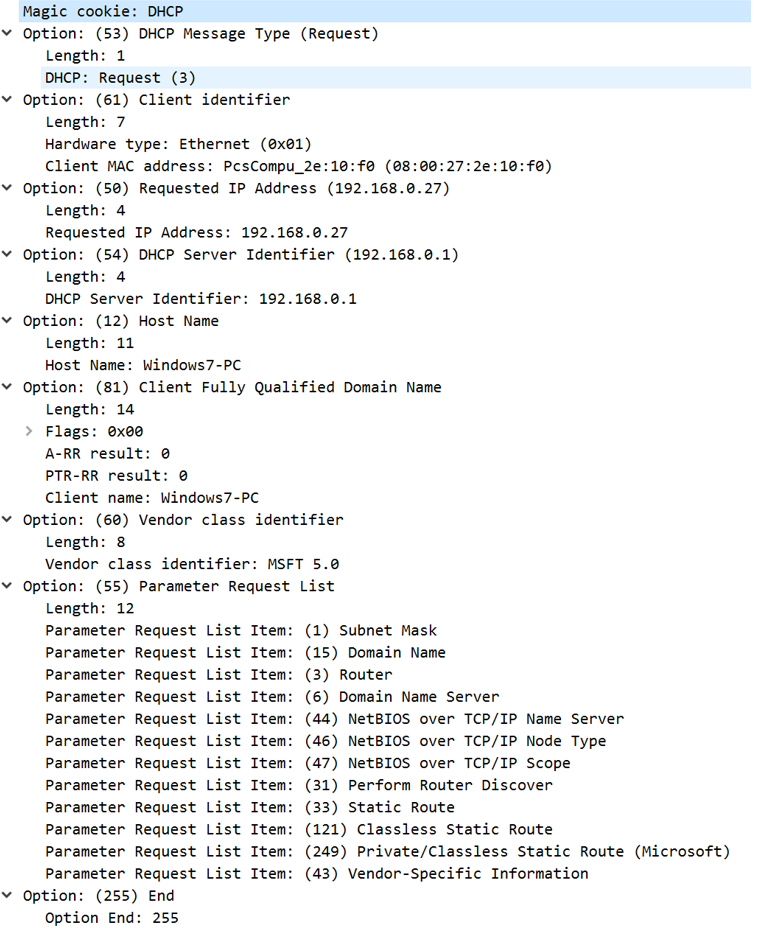 Magic cookie: DHCP
Option: (53) DHCP Message Type (Request)
Length: 1
DHCP: Request (3)
Option: (61) Client identifier
Length: 7
Hardware type: Ethernet (0x01)
Client MAC address: PcsCompu_2e:10:f0 (08:00:27:2e:10:f0)
Option: (50) Requested IP Address (192.168.0.27)
Length: 4
Requested IP Address: 192.168.0.27
Option: (54) DHCP Server Identifier (192.168.0.1)
Length: 4
DHCP Server Identifier: 192.168.0.1
Option: (12) Host Name
Length: 11
Host Name: Windows7-PC
Option: (81) Client Fully Qualified Domain Name
Length: 14
Flags: 0x00
A-RR result: 0
PTR-RR result: 0
Client name: Windows7-PC
Option: (60) Vendor class identifier
Length: 8
Vendor class identifier: MSFT 5.0
Option: (55) Parameter Request List
Length: 12
Parameter Request List Item: (1) Subnet Mask
Parameter Request List Item: (15) Domain Name
Parameter Request List Item: (3) Router
Parameter Request List Item: (6) Domain Name Server
Parameter Request List Item: (44) NetBIOS over TCP/IP Name Server
Parameter Request List Item: (46) NetBIOS over TCP/IP Node Type
Parameter Request List Item: (47) NetBIOS over TCP/IP Scope
Parameter Request List Item: (31) Perform Router Discover
Parameter Request List Item: (33) Static Route
Parameter Request List Item: (121) Classless Static Route
Parameter Request List Item: (249) Private/Classless Static Route (Microsoft)
Parameter Request List Item: (43) Vendor-Specific Information
Option: (255) End
Option End: 255